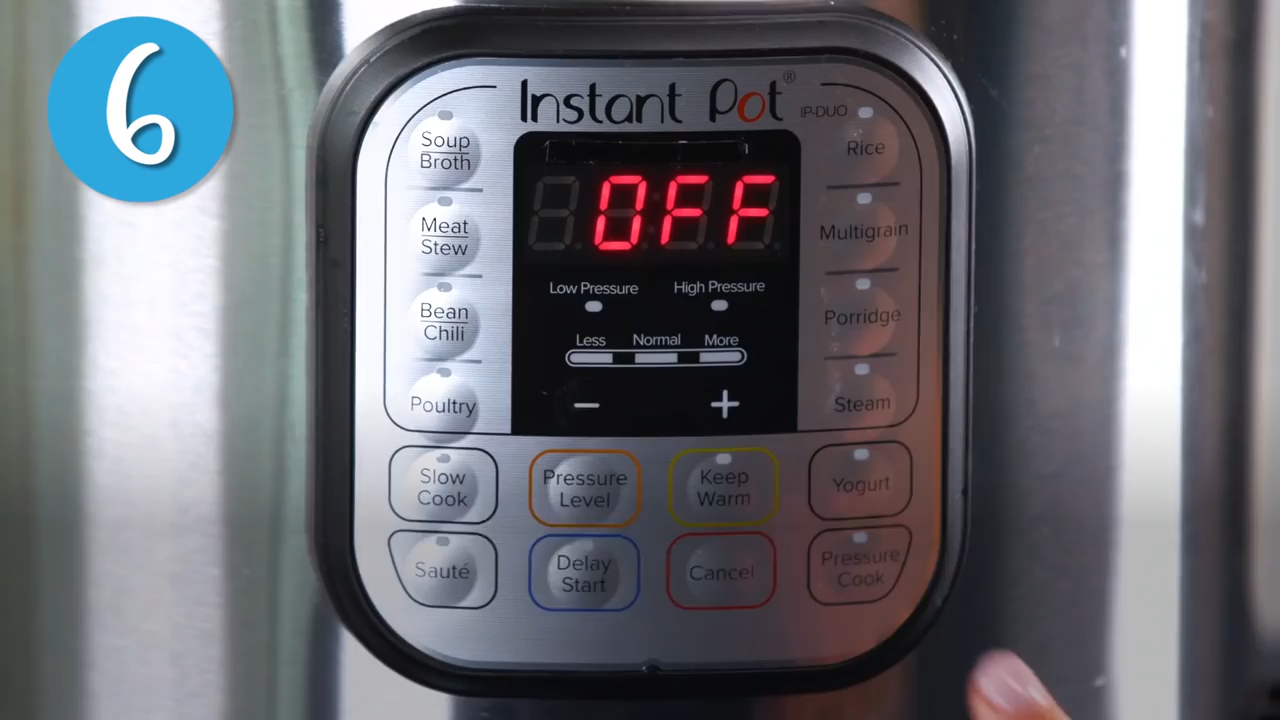 6
Instant Pot®
IP-DUO
Soup
Broth
Meat
Stew
Bean
Chili
Poultry
OFF
Low Pressure
High Pressure
Less
Normal
More
−
+
Rice
Multigrain
Porridge
Steam
Slow
Cook
Pressure
Level
Keep
Warm
Yogurt
Sauté
Delay
Start
Cancel
Pressure
Cook